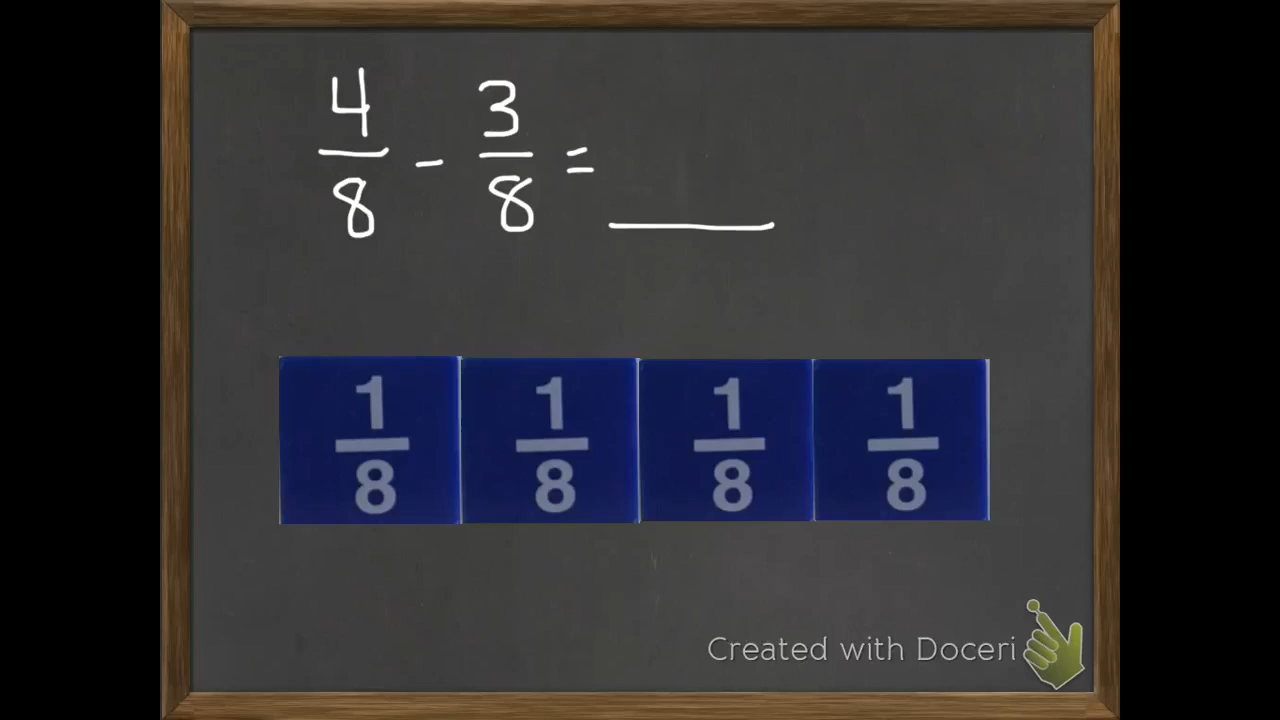 4/8 - 3/8 = ____
1/8 1/8 1/8 1/8
Created with Doceri